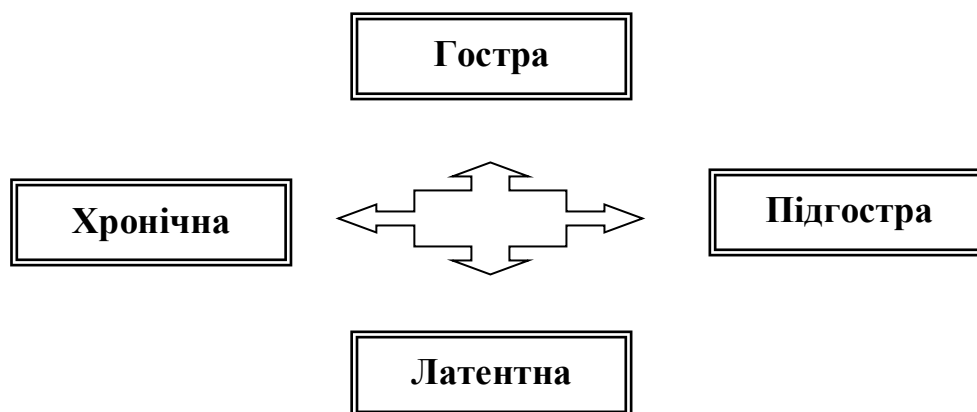 Гостра
Хронічна
Підгостра
Латентна